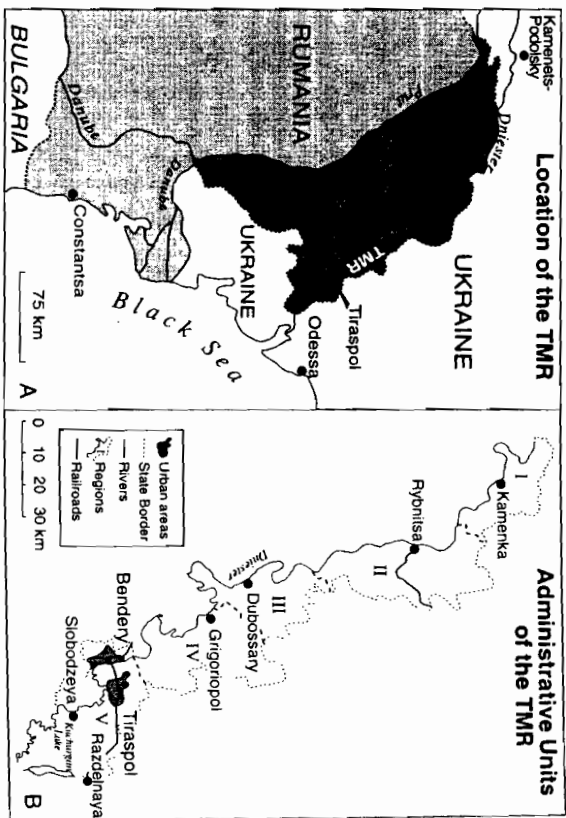 Location of the TMR
Kamenets-
Podolsky
Dniester
UKRAINE
RUMANIA
TMR
Tiraspol
UKRAINE
Odessa
Danube
Danube
BULGARIA
Constantsa
Black Sea
75 km
A
Administrative Units
of the TMR
I
Kamenka
Rybnitsa
II
III
Dniester
Dubossary
Grigoriopol
IV
Bendery
Tiraspol
Slobodzeya
V
Razdelnaya
Lake
Urban areas
State Border
Rivers
Regions
Railroads
0 10 20 30 km
B